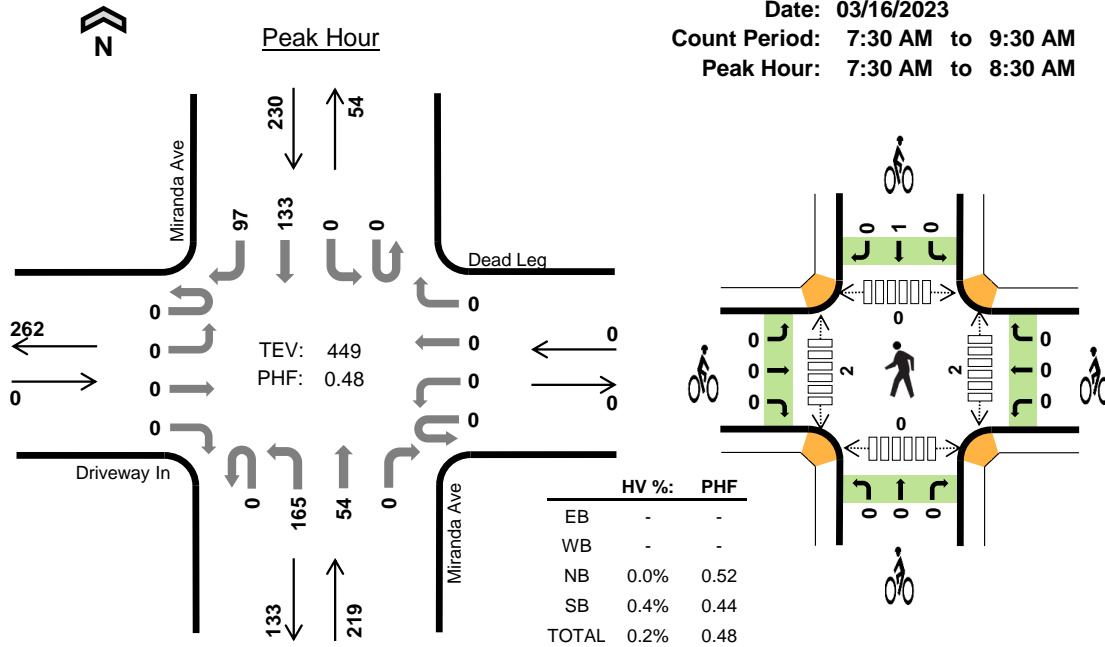 N
Peak Hour
Date: 03/16/2023
Count Period: 7:30 AM to 9:30 AM
Peak Hour: 7:30 AM to 8:30 AM
230
54
Miranda Ave
97
133
0
0
Dead Leg
0
0
0
0
262
0
0
0
0
0
TEV: 449
PHF: 0.48
0
0
Driveway In
0
165
54
0
Miranda Ave
133
219
HV %: PHF
EB - -
WB - -
NB 0.0% 0.52
SB 0.4% 0.44
TOTAL 0.2% 0.48
0
1
0
0
0
0
0
2
2
0
0
0
0
0
0
0